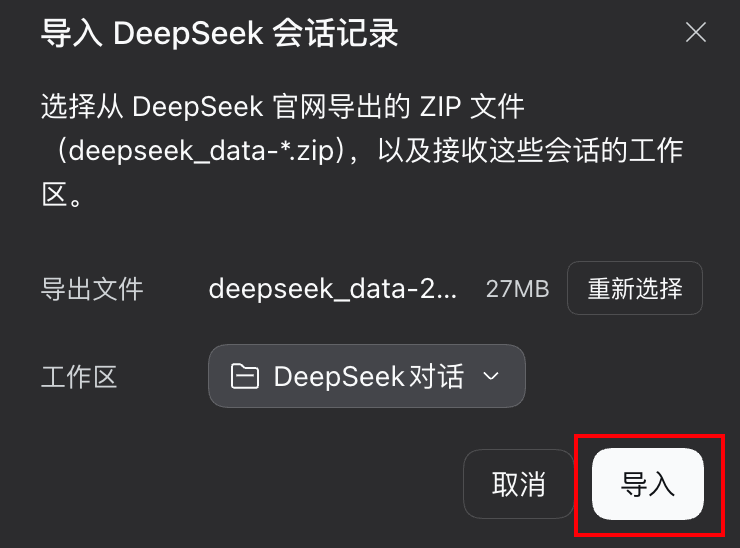 导入 DeepSeek 会话记录
选择从 DeepSeek 官网导出的 ZIP 文件
（deepseek_data-*.zip），以及接收这些会话的工作
区。
导出文件 deepseek_data-2... 27MB 重新选择
工作区 DeepSeek对话
取消 导入